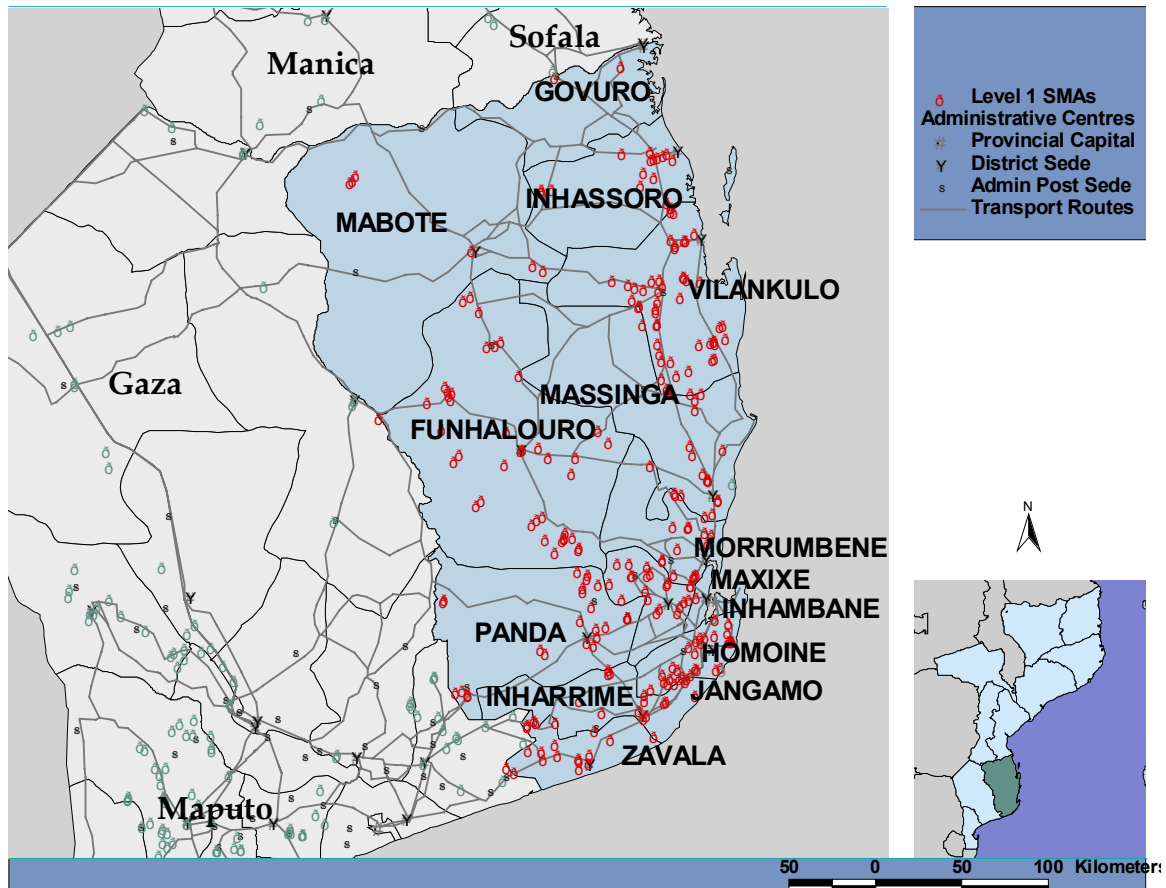 Sofala
Manica
GOVURO
INHASSORO
MABOTE
VILANKULO
Gaza
MASSINGA
FUNHALOURO
MORRUMBENE
MAXIXE
INHAMBANE
PANDA
HOMOINE
INHARRIME
JANGAMO
ZAVALA
Maputo
ð Level 1 SMAs
Administrative Centres
# Provincial Capital
Y District Sede
s Admin Post Sede
Transport Routes
N
50 0 50 100 Kilometers